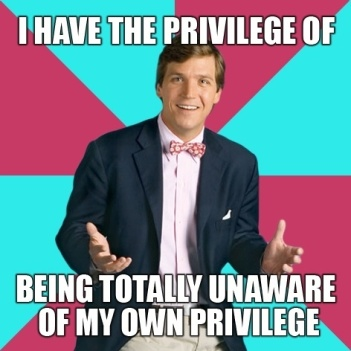 I HAVE THE PRIVILEGE OF
BEING TOTALLY UNAWARE
OF MY OWN PRIVILEGE